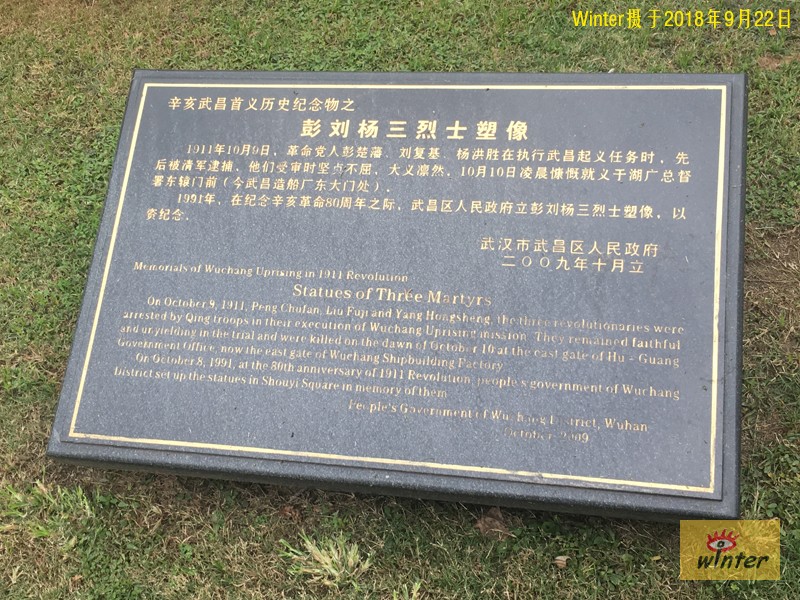 Winter摄于2018年9月22日
辛亥武昌首义历史纪念物之
彭刘杨三烈士塑像
1911年10月9日，革命党人彭楚藩、刘复基、杨洪胜在执行武昌起义任务时，先
后被清军逮捕，他们受审时坚贞不屈，大义凛然，10月10日凌晨慷慨就义于湖广总督
署东辕门前（今武昌造船厂东大门处）。
1991年，在纪念辛亥革命80周年之际，武昌区人民政府立彭刘杨三烈士塑像，以
资纪念。
武汉市武昌区人民政府
二〇〇九年十月立
Memorials of Wuchang Uprising in 1911 Revolution
Statues of Three Martyrs
On October 9, 1911, Peng Chufan, Liu Fuji and Yang Hongsheng, the three revolutionaries were
arrested by Qing troops in their execution of Wuchang Uprising mission. They remained faithful
and unyielding in the trial and were killed on the dawn of October 10 at the east gate of Hu - Guang
Government Office, now the east gate of Wuchang Shipbuilding Factory.
On October 8, 1991, at the 80th anniversary of 1911 Revolution, people's government of Wuchang
District set up the statues in Shouyi Square in memory of them.
People's Government of Wuchang District, Wuhan
October, 2009
winter